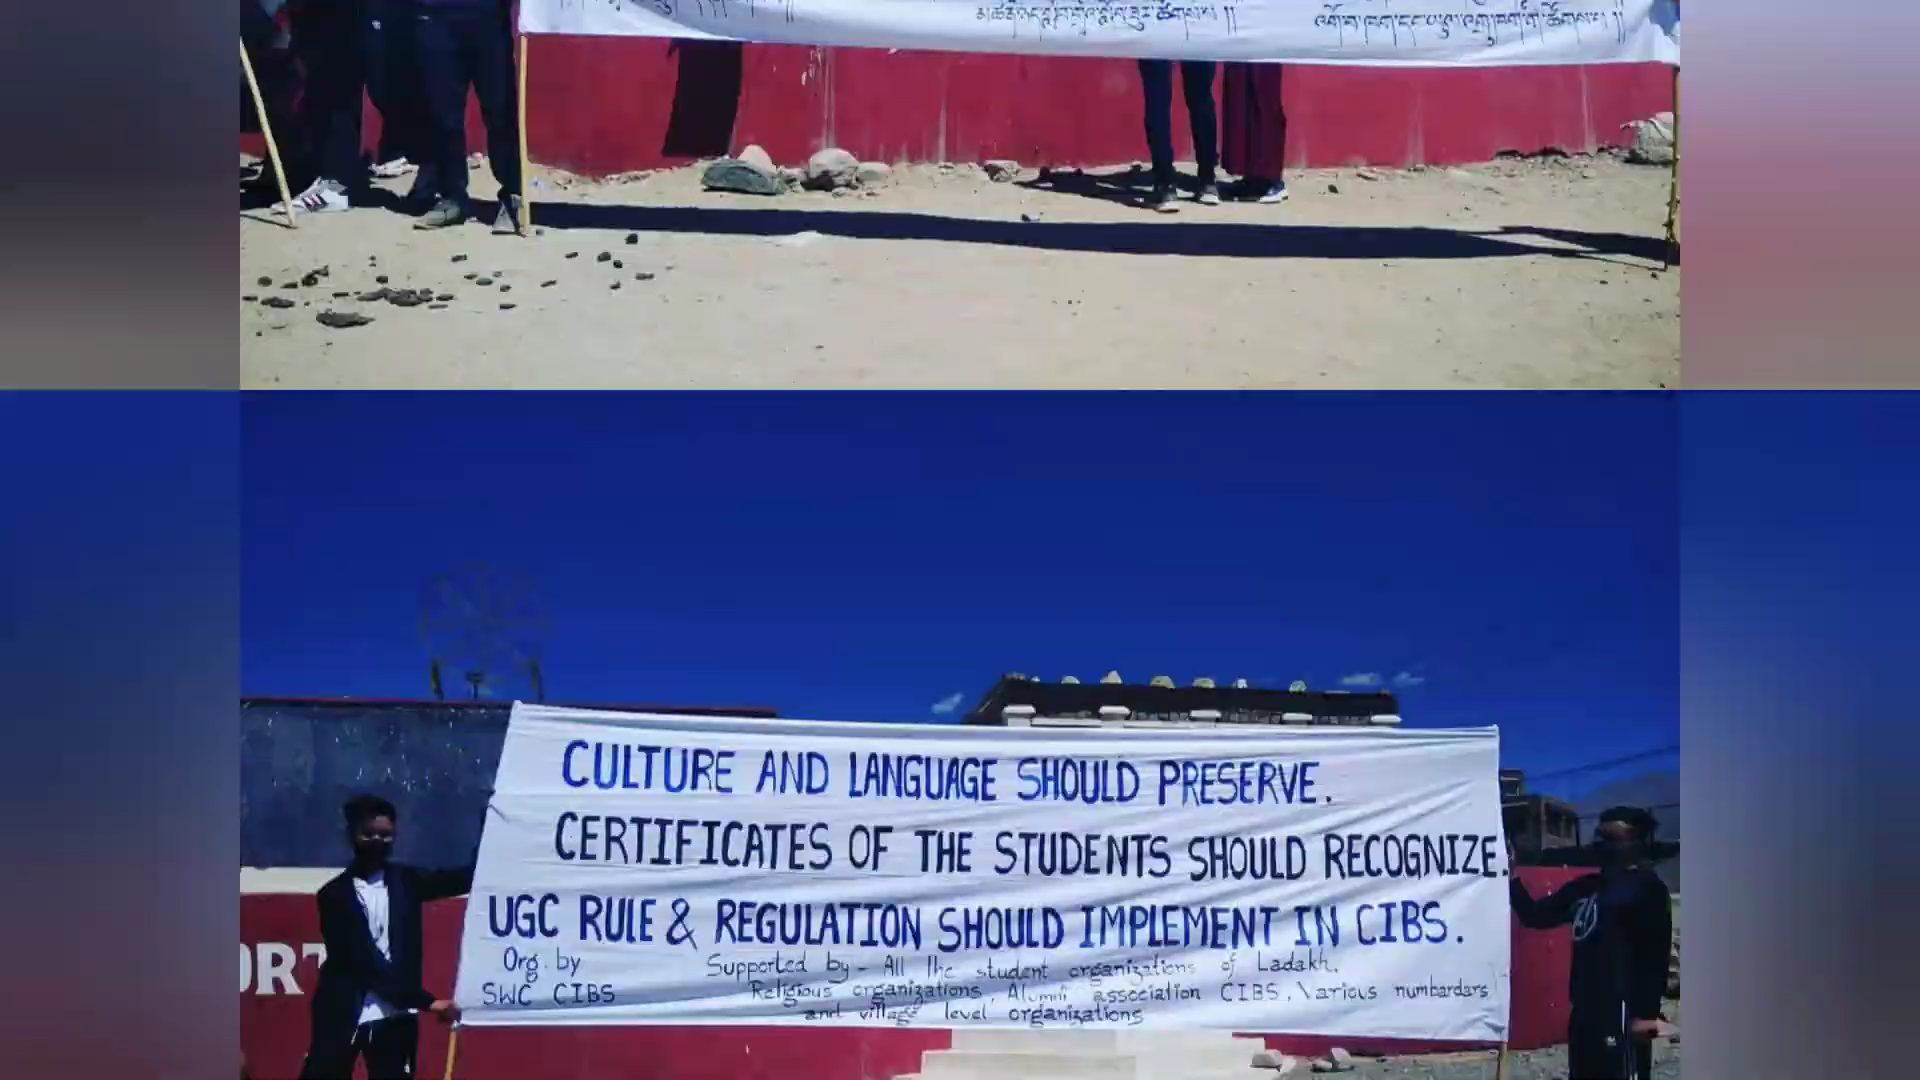 CULTURE AND LANGUAGE SHOULD PRESERVE.
CERTIFICATES OF THE STUDENTS SHOULD RECOGNIZE.
UGC RULE & REGULATION SHOULD IMPLEMENT IN CIBS.
Org. by
SWC CIBS
Supported by - All the student organizations of Ladakh,
Religious organizations, Alumni association CIBS, Various numbardars
and village level organizations
ORT